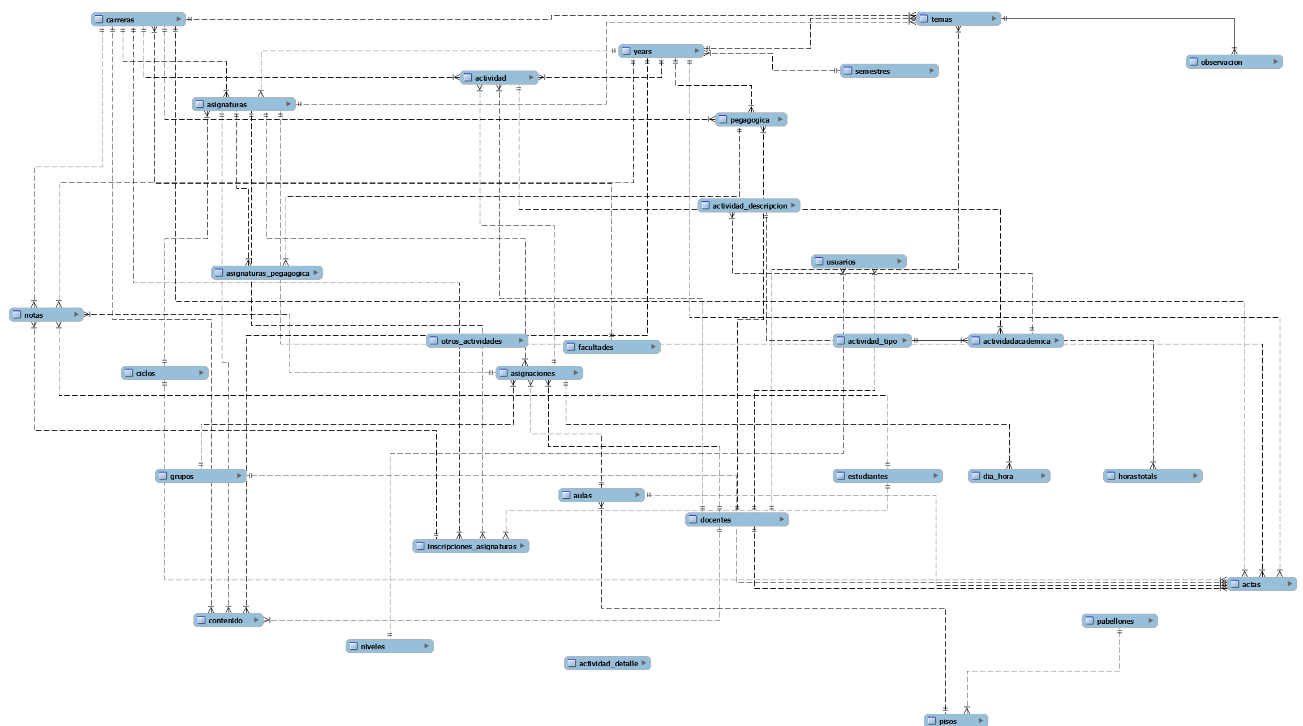 carreras
temas
years
observacion
semestres
actividad
asignaturas
pegagogica
actividad_descripcion
usuarios
asignaturas_pegagogica
notas
otros_actividades
facultades
actividad_tipo
actividadacademica
ciclos
asignaciones
grupos
estudiantes
dia_hora
horastotals
aulas
docentes
inscripciones_asignaturas
actas
contenido
pabellones
niveles
actividad_detalle
pisos